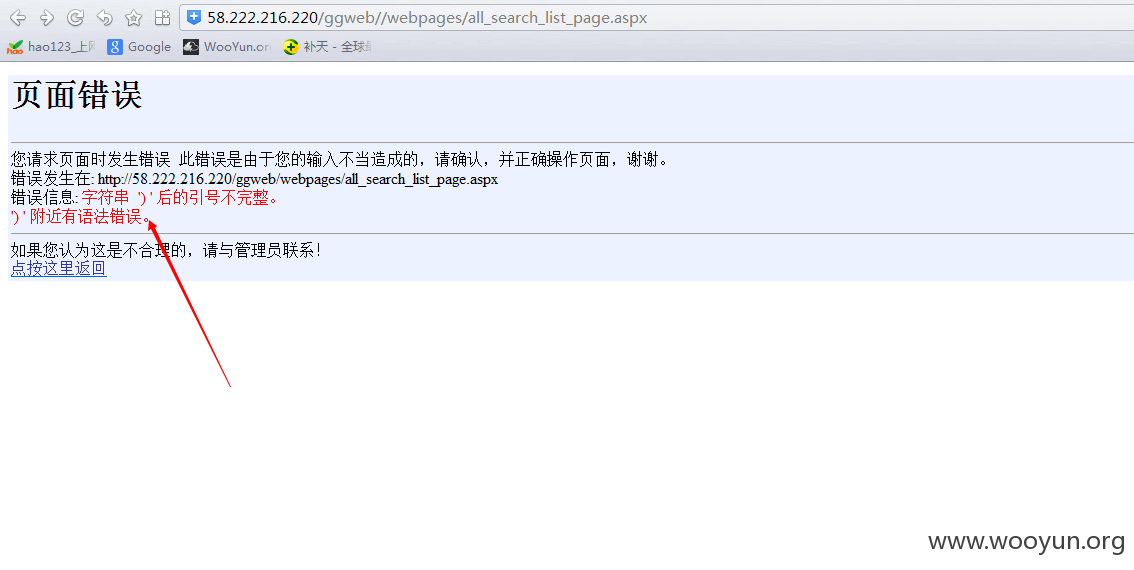 58.222.216.220/ggweb//webpages/all_search_list_page.aspx
hao123_上网 Google WooYun.org 补天 - 全球最
页面错误
您请求页面时发生错误 此错误是由于您的输入不当造成的，请确认，并正确操作页面，谢谢。
错误发生在: http://58.222.216.220/ggweb/webpages/all_search_list_page.aspx
错误信息: 字符串 ') ' 后的引号不完整。
') ' 附近有语法错误。
如果您认为这是不合理的，请与管理员联系！
点按这里返回
www.wooyun.org